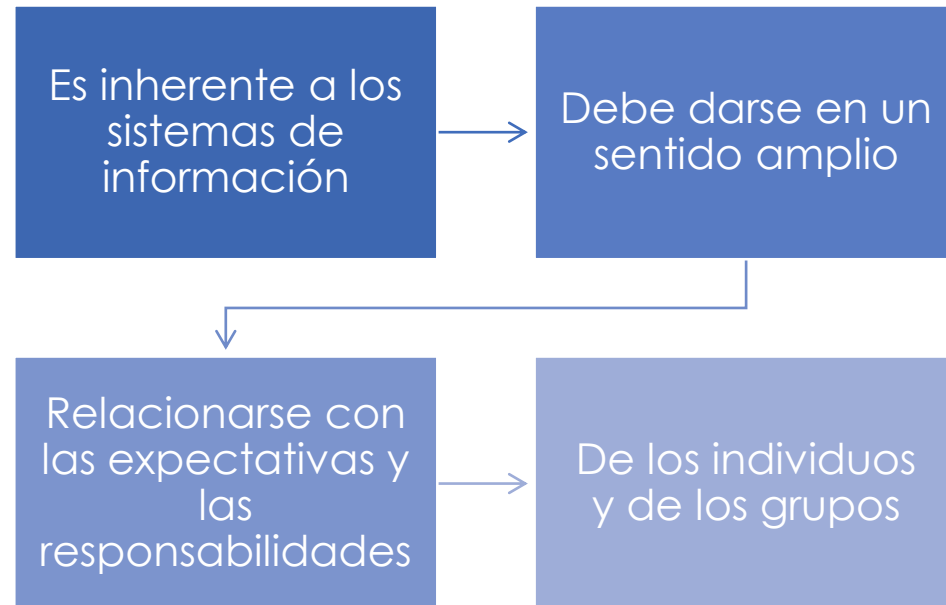 Es inherente a los
sistemas de
información
Debe darse en un
sentido amplio
Relacionarse con
las expectativas y
las
responsabilidades
De los individuos
y de los grupos